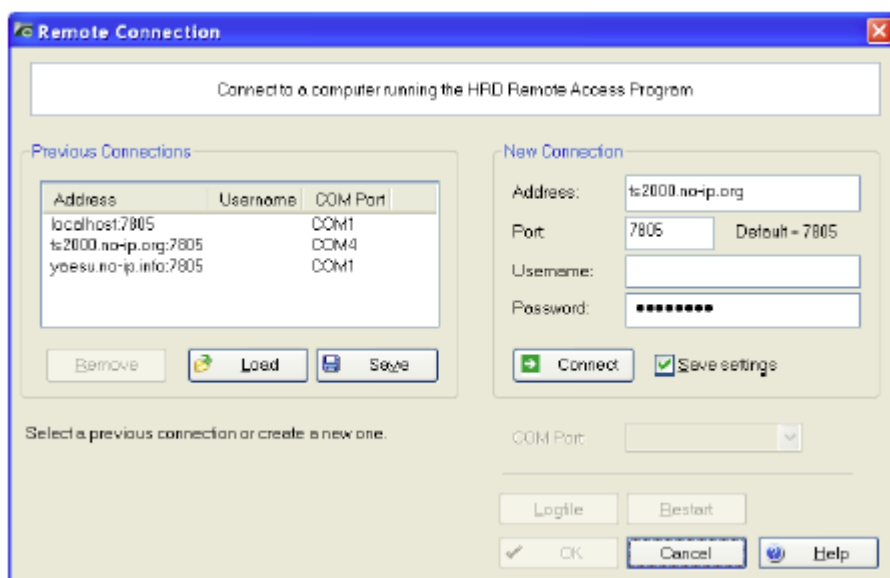 Remote Connection
Connect to a computer running the HRD Remote Access Program
Previous Connections
Address Username COM Port
localhost:7805 COM1
ts2000.no-ip.org:7805 COM4
yaesu.no-ip.info:7805 COM1
Remove Load Save
Select a previous connection or create a new one.
New Connection
Address: ts2000.no-ip.org
Port 7805 Default = 7805
Username:
Password: ••••••••
Connect Save settings
COM Port
Logfile Restart
OK Cancel Help